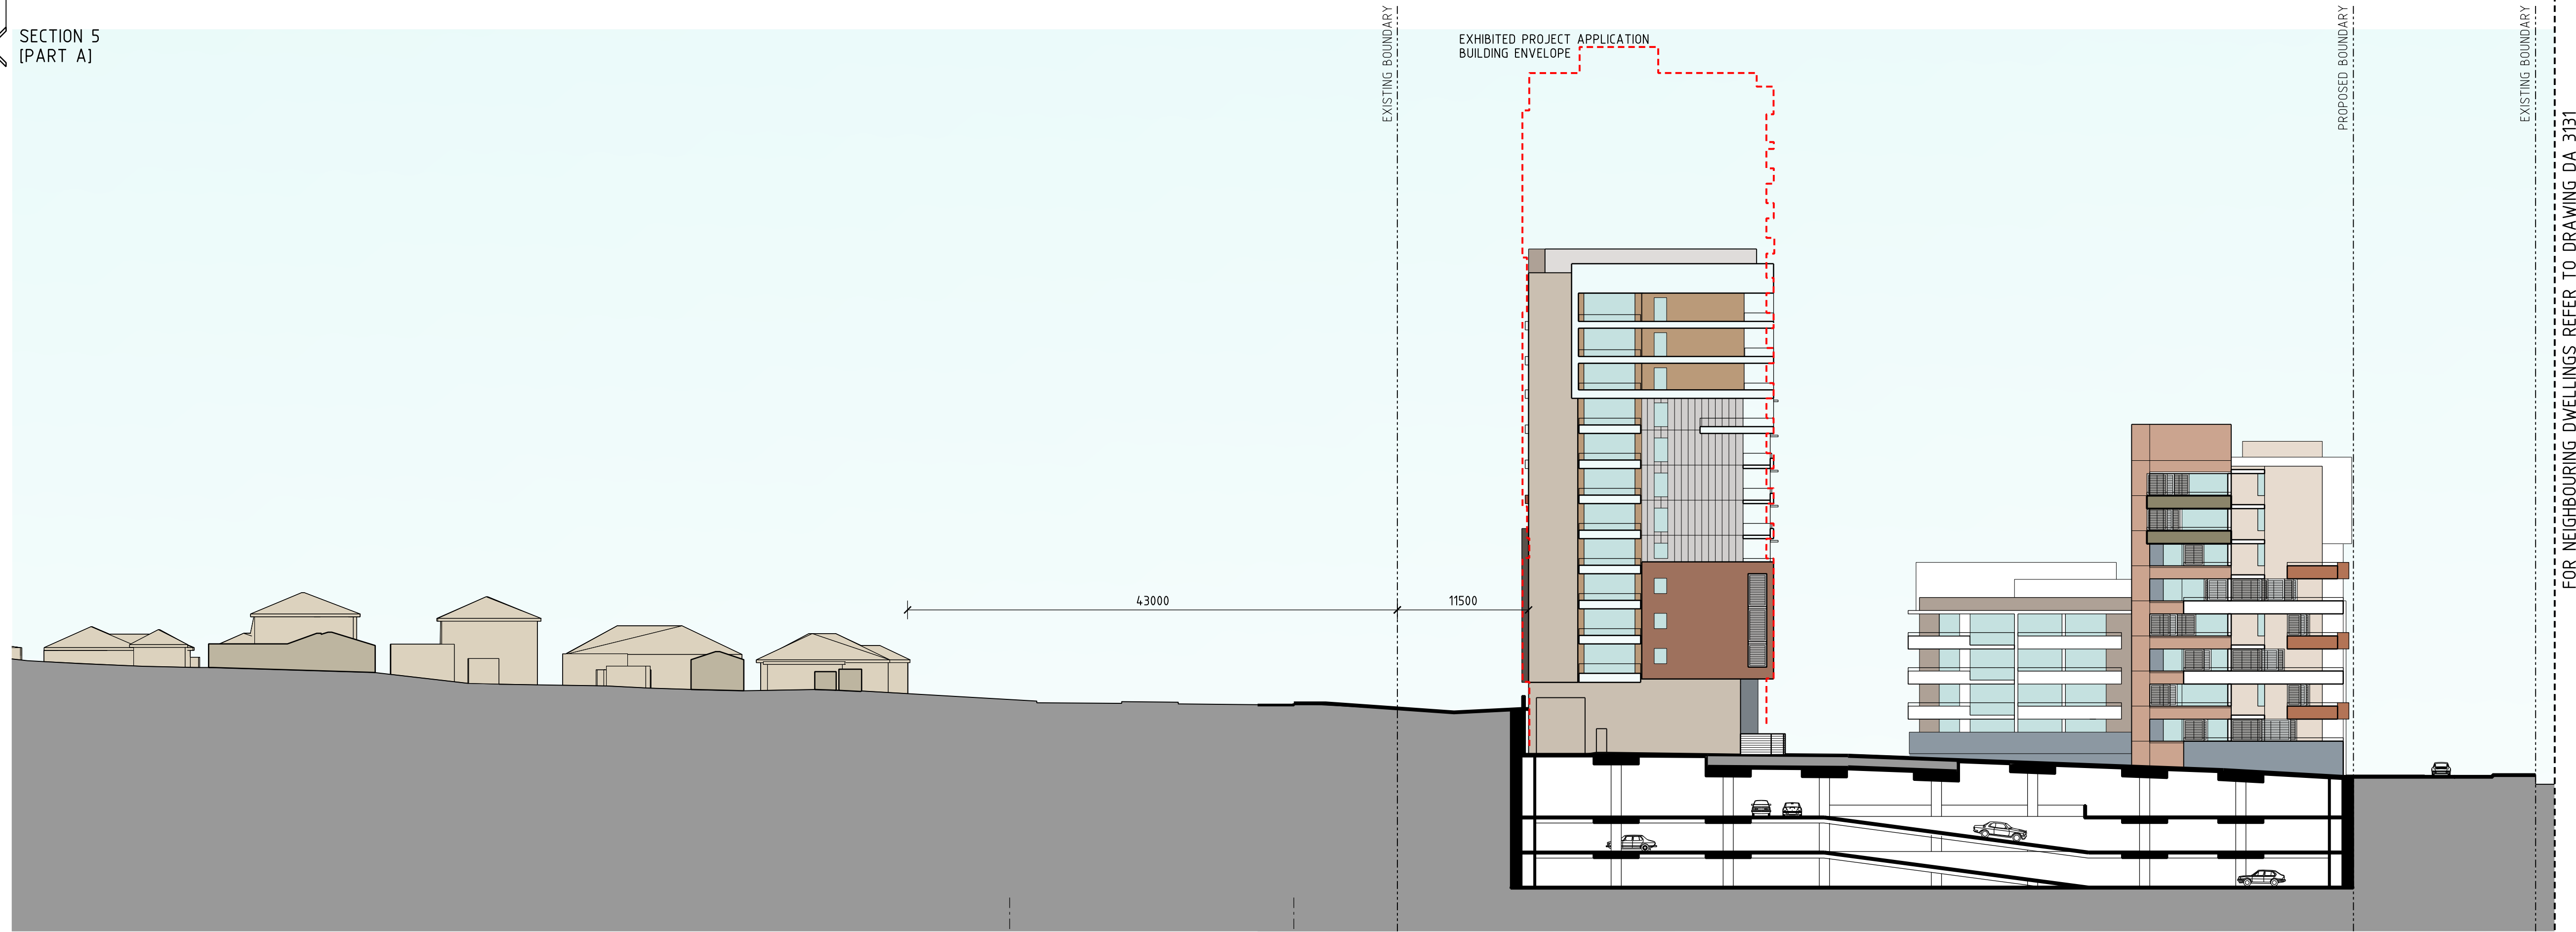 SECTION 5
[PART A]
EXISTING BOUNDARY
EXHIBITED PROJECT APPLICATION
BUILDING ENVELOPE
PROPOSED BOUNDARY
EXISTING BOUNDARY
FOR NEIGHBOURING DWELLINGS REFER TO DRAWING DA 3131
43000
11500